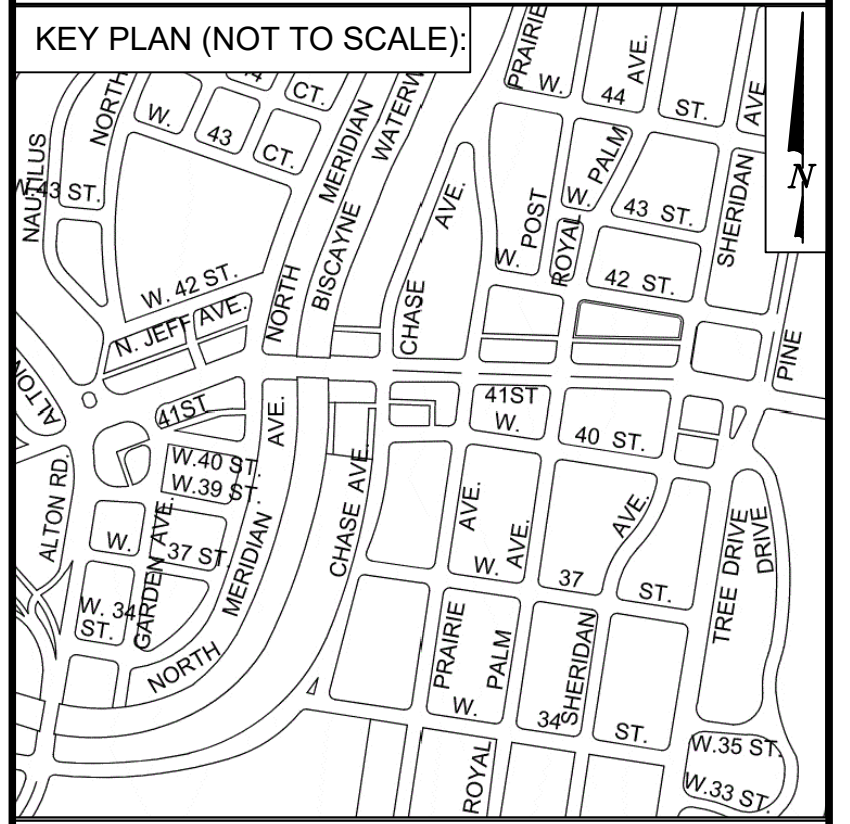 KEY PLAN (NOT TO SCALE):
N
PRAIRIE
W. 44 ST.
AVE.
AVE
NORTH
W. 43 CT.
CT.
MERIDIAN
BISCAYNE WATERW
NAUTILUS
W.43 ST.
AVE.
POST
ROYAL PALM
W. 43 ST.
SHERIDAN
W. 42 ST.
W. 42 ST.
NORTH
CHASE
N. JEFF AVE.
PINE
ALTON
41ST
AVE.
41ST
W. 40 ST.
W.40 ST.
W.39 ST.
ALTON RD.
W. 37 ST.
GARDEN AVE.
MERIDIAN
CHASE AVE.
AVE.
AVE.
AVE.
W. 37 ST.
TREE DRIVE
DRIVE
W. 34
ST.
NORTH
PRAIRIE
PALM
SHERIDAN
W. 34 ST.
ROYAL
W.35 ST.
W.33 ST.